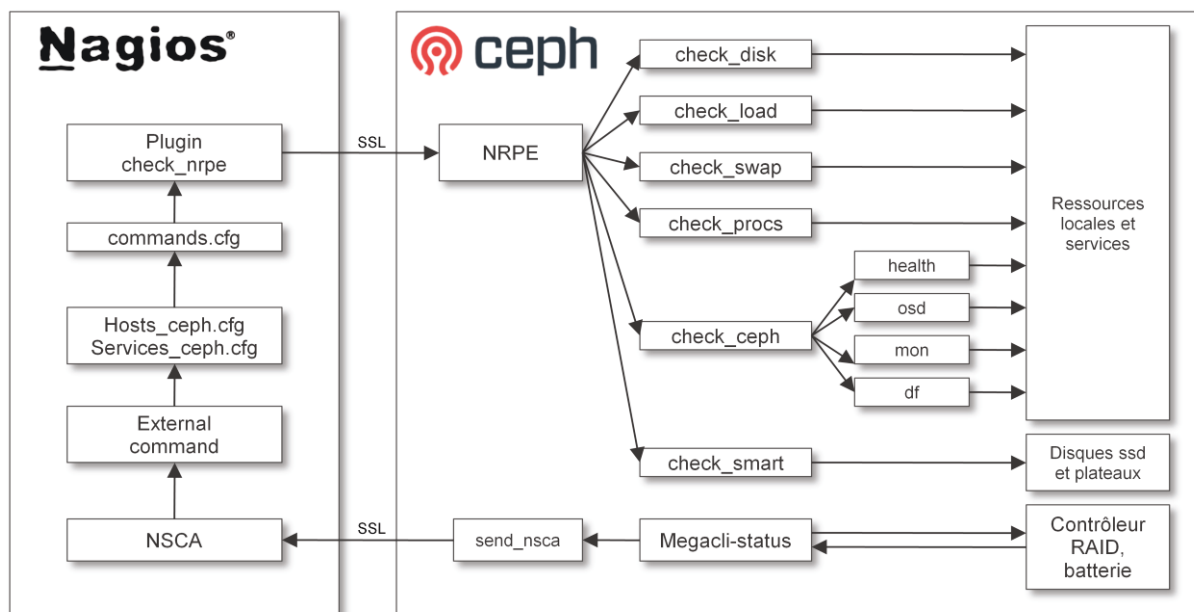 Nagios®
Plugin
check_nrpe
commands.cfg
Hosts_ceph.cfg
Services_ceph.cfg
External
command
NSCA
SSL
SSL
ceph
NRPE
send_nsca
check_disk
check_load
check_swap
check_procs
check_ceph
check_smart
Megacli-status
health
osd
mon
df
Ressources
locales et
services
Disques ssd
et plateaux
Contrôleur
RAID,
batterie